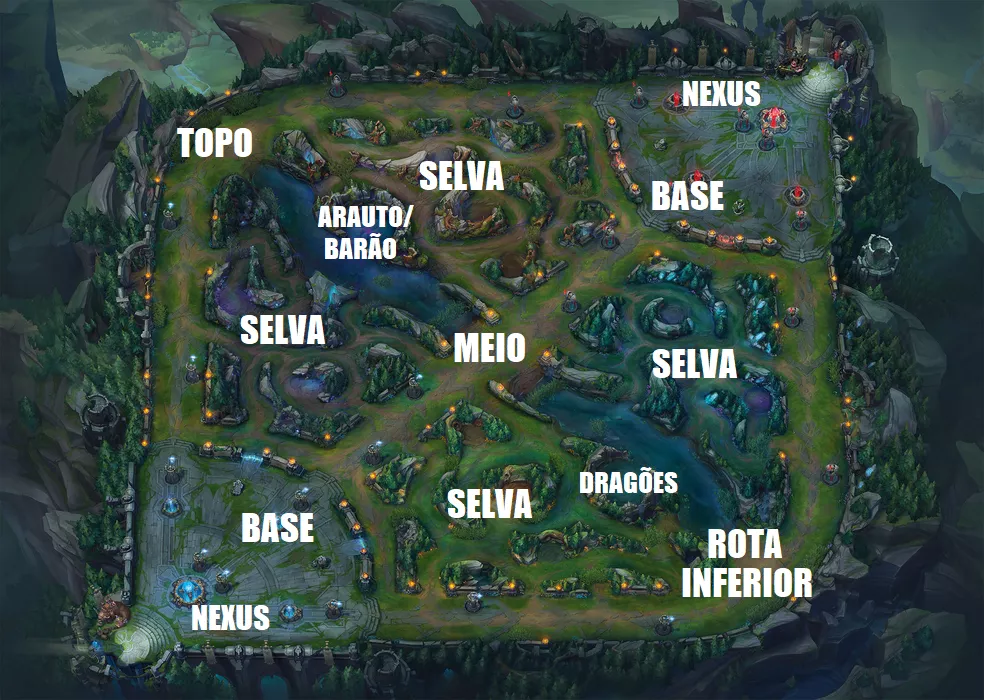 NEXUS
TOPO
SELVA
BASE
ARAUTO/
BARÃO
SELVA
MEIO
SELVA
DRAGÕES
SELVA
BASE
ROTA
INFERIOR
NEXUS